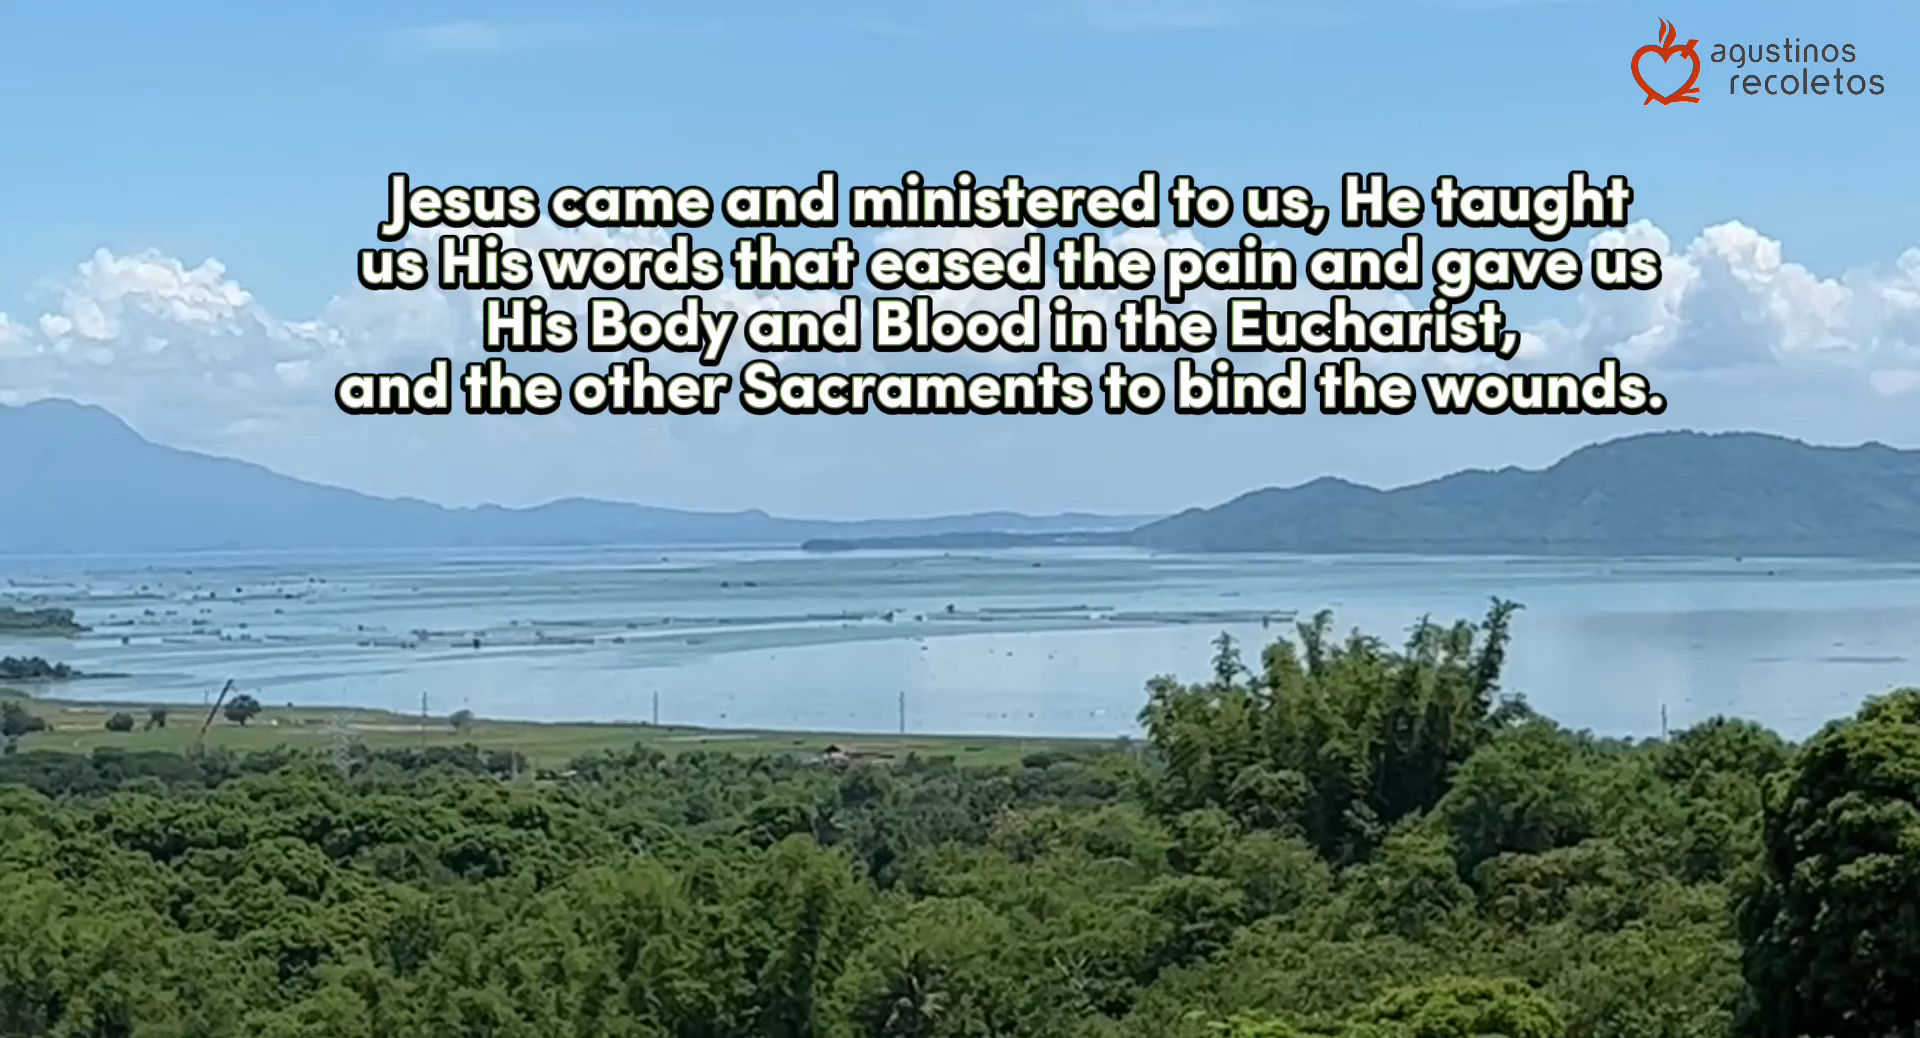 agustinos
recoletos
Jesus came and ministered to us, He taught
us His words that eased the pain and gave us
His Body and Blood in the Eucharist,
and the other Sacraments to bind the wounds.